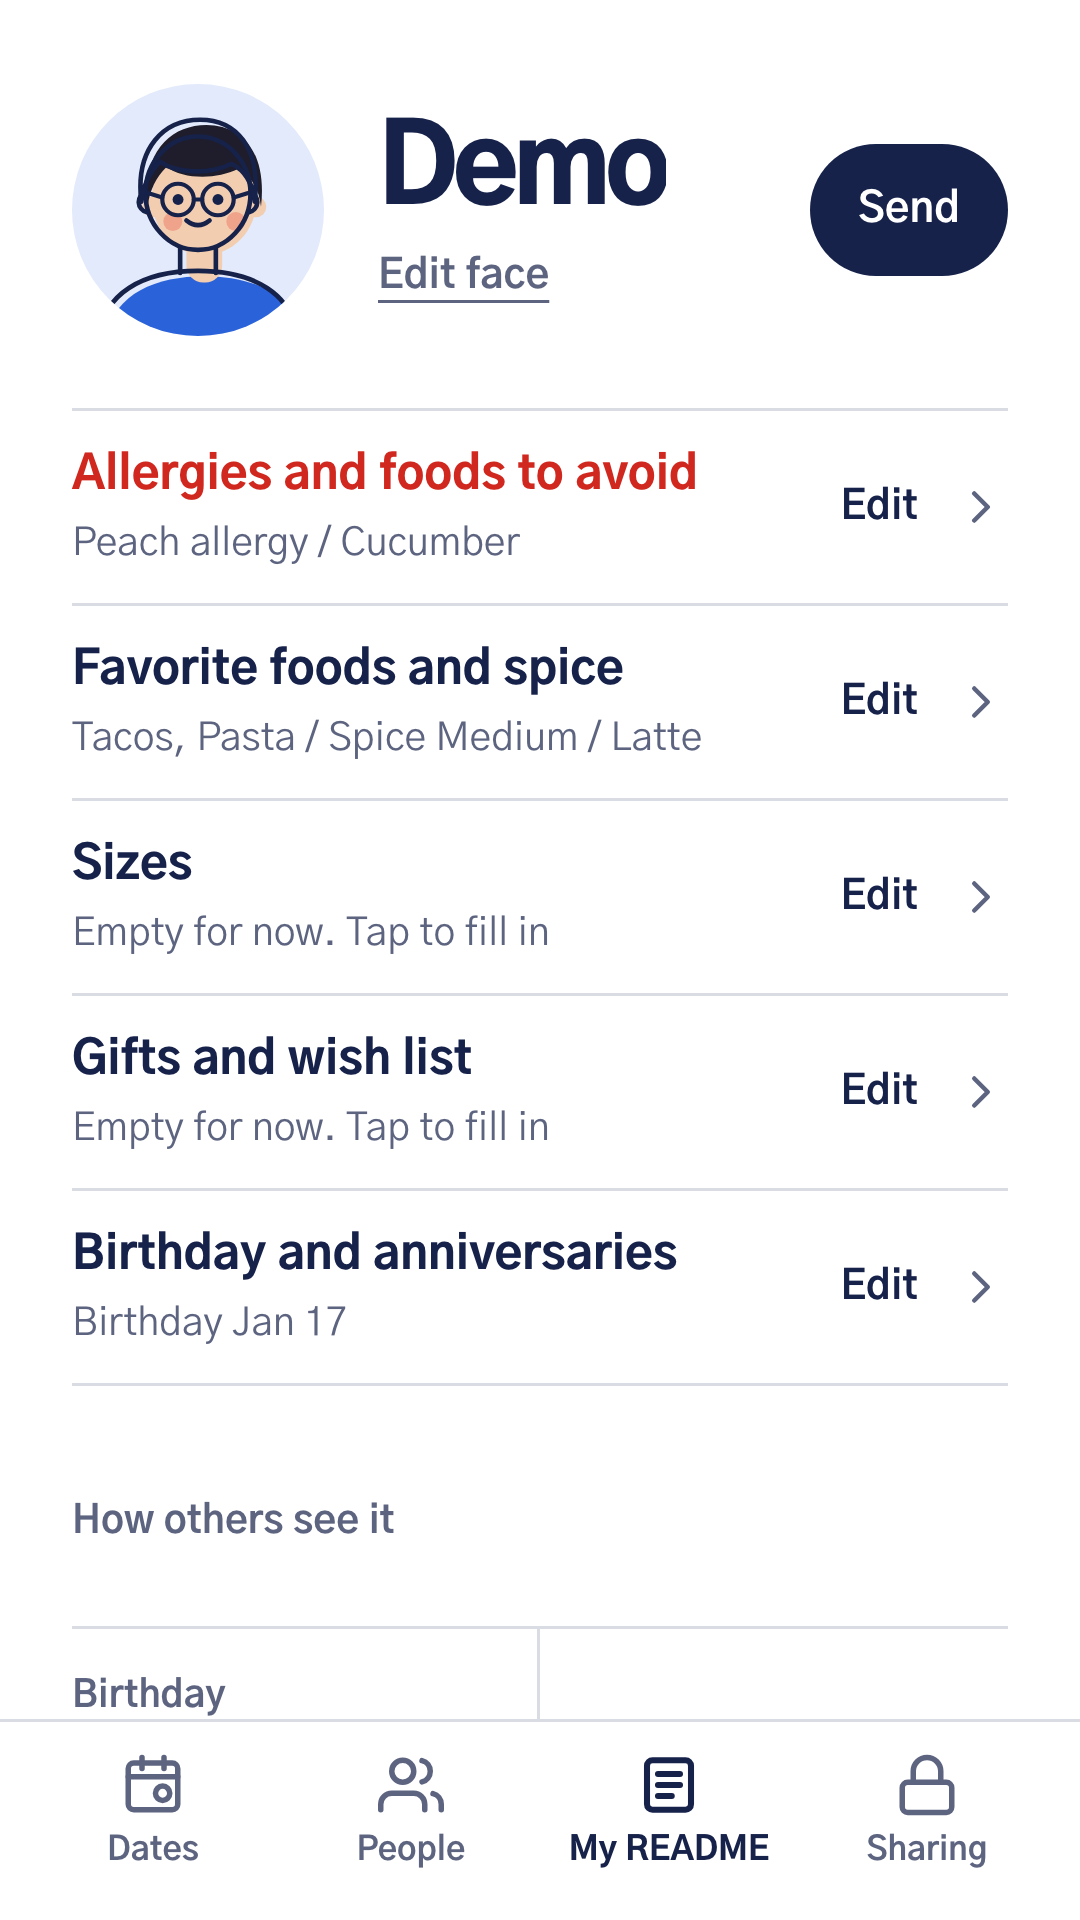 Demo
Edit face
Send
Allergies and foods to avoid
Peach allergy / Cucumber
Edit
Favorite foods and spice
Tacos, Pasta / Spice Medium / Latte
Edit
Sizes
Empty for now. Tap to fill in
Edit
Gifts and wish list
Empty for now. Tap to fill in
Edit
Birthday and anniversaries
Birthday Jan 17
Edit
How others see it
Birthday
Dates
People
My README
Sharing